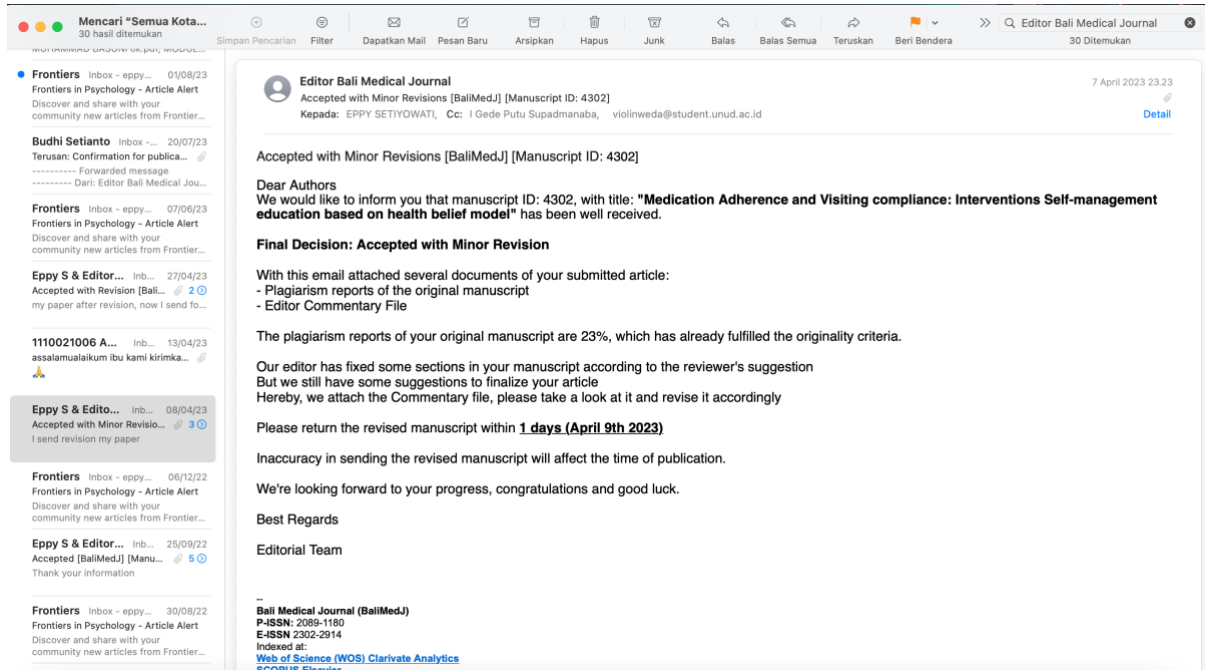 Mencari “Semua Kota...
30 hasil ditemukan
Simpan Pencarian
Filter
Dapatkan Mail
Pesan Baru
Arsipkan
Hapus
Junk
Balas
Balas Semua
Teruskan
Beri Bendera
Editor Bali Medical Journal
30 Ditemukan
Frontiers Inbox - eppy... 01/08/23
Frontiers in Psychology - Article Alert
Discover and share with your
community new articles from Frontier...
Budhi Setianto Inbox -... 20/07/23
Terusan: Confirmation for publica...
---------- Forwarded message
--------- Dari: Editor Bali Medical Jou...
Frontiers Inbox - eppy... 07/06/23
Frontiers in Psychology - Article Alert
Discover and share with your
community new articles from Frontier...
Eppy S & Editor... Inb... 27/04/23
Accepted with Revision [Bali... 2
my paper after revision, now I send fo...
1110021006 A... Inb... 13/04/23
assalamualaikum ibu kami kirimka...
🙏
Eppy S & Edito... Inb... 08/04/23
Accepted with Minor Revisio... 3
I send revision my paper
Frontiers Inbox - eppy... 06/12/22
Frontiers in Psychology - Article Alert
Discover and share with your
community new articles from Frontier...
Eppy S & Editor... Inb... 25/09/22
Accepted [BaliMedJ] [Manu... 5
Thank your information
Frontiers Inbox - eppy... 30/08/22
Frontiers in Psychology - Article Alert
Discover and share with your
community new articles from Frontier...
Editor Bali Medical Journal 7 April 2023 23.23
Accepted with Minor Revisions [BaliMedJ] [Manuscript ID: 4302]
Kepada: EPPY SETIYOWATI, Cc: I Gede Putu Supadmanaba, violinweda@student.unud.ac.id Detail
Accepted with Minor Revisions [BaliMedJ] [Manuscript ID: 4302]
Dear Authors
We would like to inform you that manuscript ID: 4302, with title: "Medication Adherence and Visiting compliance: Interventions Self-management
education based on health belief model" has been well received.
Final Decision: Accepted with Minor Revision
With this email attached several documents of your submitted article:
- Plagiarism reports of the original manuscript
- Editor Commentary File
The plagiarism reports of your original manuscript are 23%, which has already fulfilled the originality criteria.
Our editor has fixed some sections in your manuscript according to the reviewer's suggestion
But we still have some suggestions to finalize your article
Hereby, we attach the Commentary file, please take a look at it and revise it accordingly
Please return the revised manuscript within 1 days (April 9th 2023)
Inaccuracy in sending the revised manuscript will affect the time of publication.
We're looking forward to your progress, congratulations and good luck.
Best Regards
Editorial Team
--
Bali Medical Journal (BaliMedJ)
P-ISSN: 2089-1180
E-ISSN 2302-2914
Indexed at:
Web of Science (WOS) Clarivate Analytics